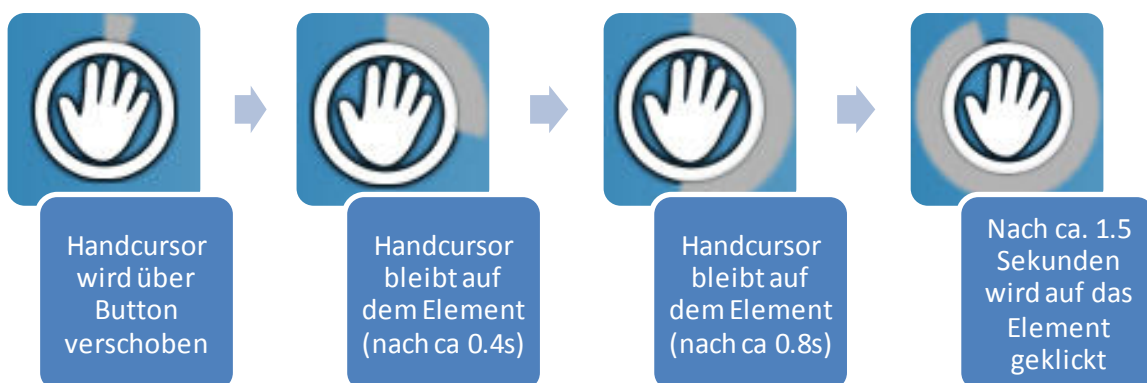 Handcursor
wird über
Button
verschoben
Handcursor
bleibt auf
dem Element
(nach ca 0.4s)
Handcursor
bleibt auf
dem Element
(nach ca 0.8s)
Nach ca. 1.5
Sekunden
wird auf das
Element
geklickt